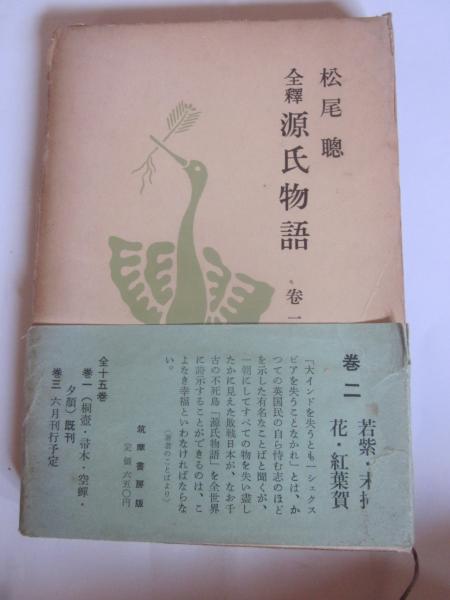 松尾聰
全釋
源氏物語
卷
卷二
若紫・末摘
花・紅葉賀
『大インドを失うとも、シェクス
ピアを失うことなかれ』とは、か
つての英国民の自ら恃む志のほど
を示した有名なことばと聞くが、
一朝にしてすべての物を失い盡し
たかに見えた敗戦日本が、なお千
古の不死鳥『源氏物語』を全世界
に誇示することができるのは、こ
よなき幸福といわなければならな
い。
（著者のことばより）
筑摩書房版
定價六五〇円
全十五卷
卷一（桐壺・帚木・空蟬・
夕顔）既刊
卷三 六月刊行予定